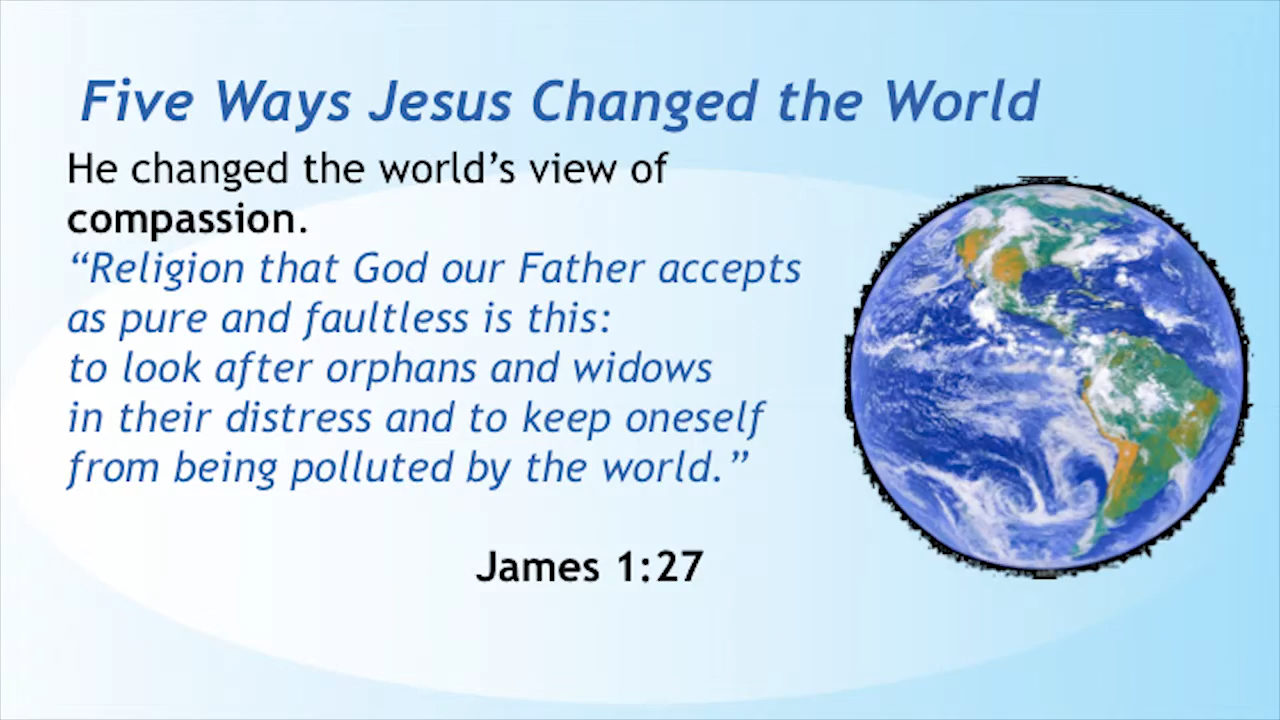 Five Ways Jesus Changed the World
He changed the world’s view of
compassion.
“Religion that God our Father accepts
as pure and faultless is this:
to look after orphans and widows
in their distress and to keep oneself
from being polluted by the world.”
James 1:27